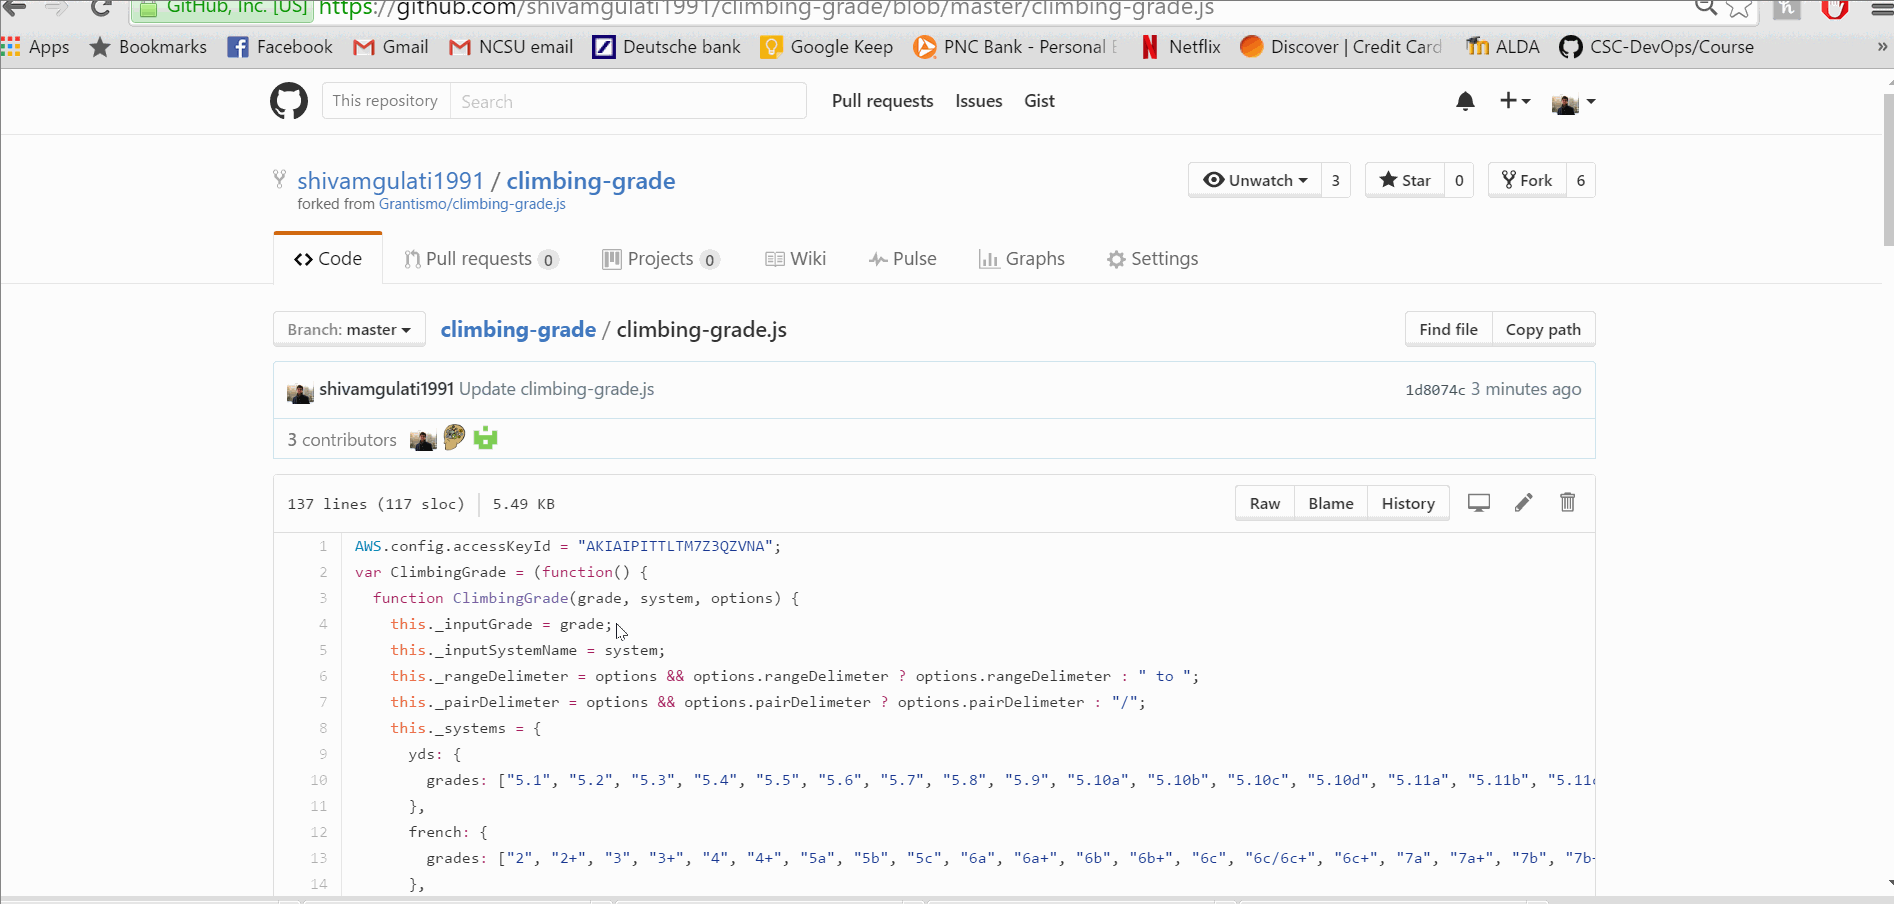 GitHub, Inc. [US] https://github.com/shivamgulati1991/climbing-grade/blob/master/climbing-grade.js
Apps Bookmarks Facebook Gmail NCSU email Deutsche bank Google Keep PNC Bank - Personal Netflix Discover | Credit Card ALDA CSC-DevOps/Course »
This repository Search Pull requests Issues Gist
shivamgulati1991 / climbing-grade Unwatch 3 Star 0 Fork 6
forked from Grantismo/climbing-grade.js
Code Pull requests 0 Projects 0 Wiki Pulse Graphs Settings
Branch: master climbing-grade / climbing-grade.js Find file Copy path
shivamgulati1991 Update climbing-grade.js 1d8074c 3 minutes ago
3 contributors
137 lines (117 sloc) 5.49 KB Raw Blame History
1 AWS.config.accessKeyId = "AKIAIPITTLTM7Z3QZVNA";
2 var ClimbingGrade = (function() {
3 function ClimbingGrade(grade, system, options) {
4 this._inputGrade = grade;
5 this._inputSystemName = system;
6 this._rangeDelimeter = options && options.rangeDelimeter ? options.rangeDelimeter : " to ";
7 this._pairDelimeter = options && options.pairDelimeter ? options.pairDelimeter : "/";
8 this._systems = {
9 yds: {
10 grades: ["5.1", "5.2", "5.3", "5.4", "5.5", "5.6", "5.7", "5.8", "5.9", "5.10a", "5.10b", "5.10c", "5.10d", "5.11a", "5.11b", "5.11c
11 },
12 french: {
13 grades: ["2", "2+", "3", "3+", "4", "4+", "5a", "5b", "5c", "6a", "6a+", "6b", "6b+", "6c", "6c/6c+", "6c+", "7a", "7a+", "7b", "7b+
14 },